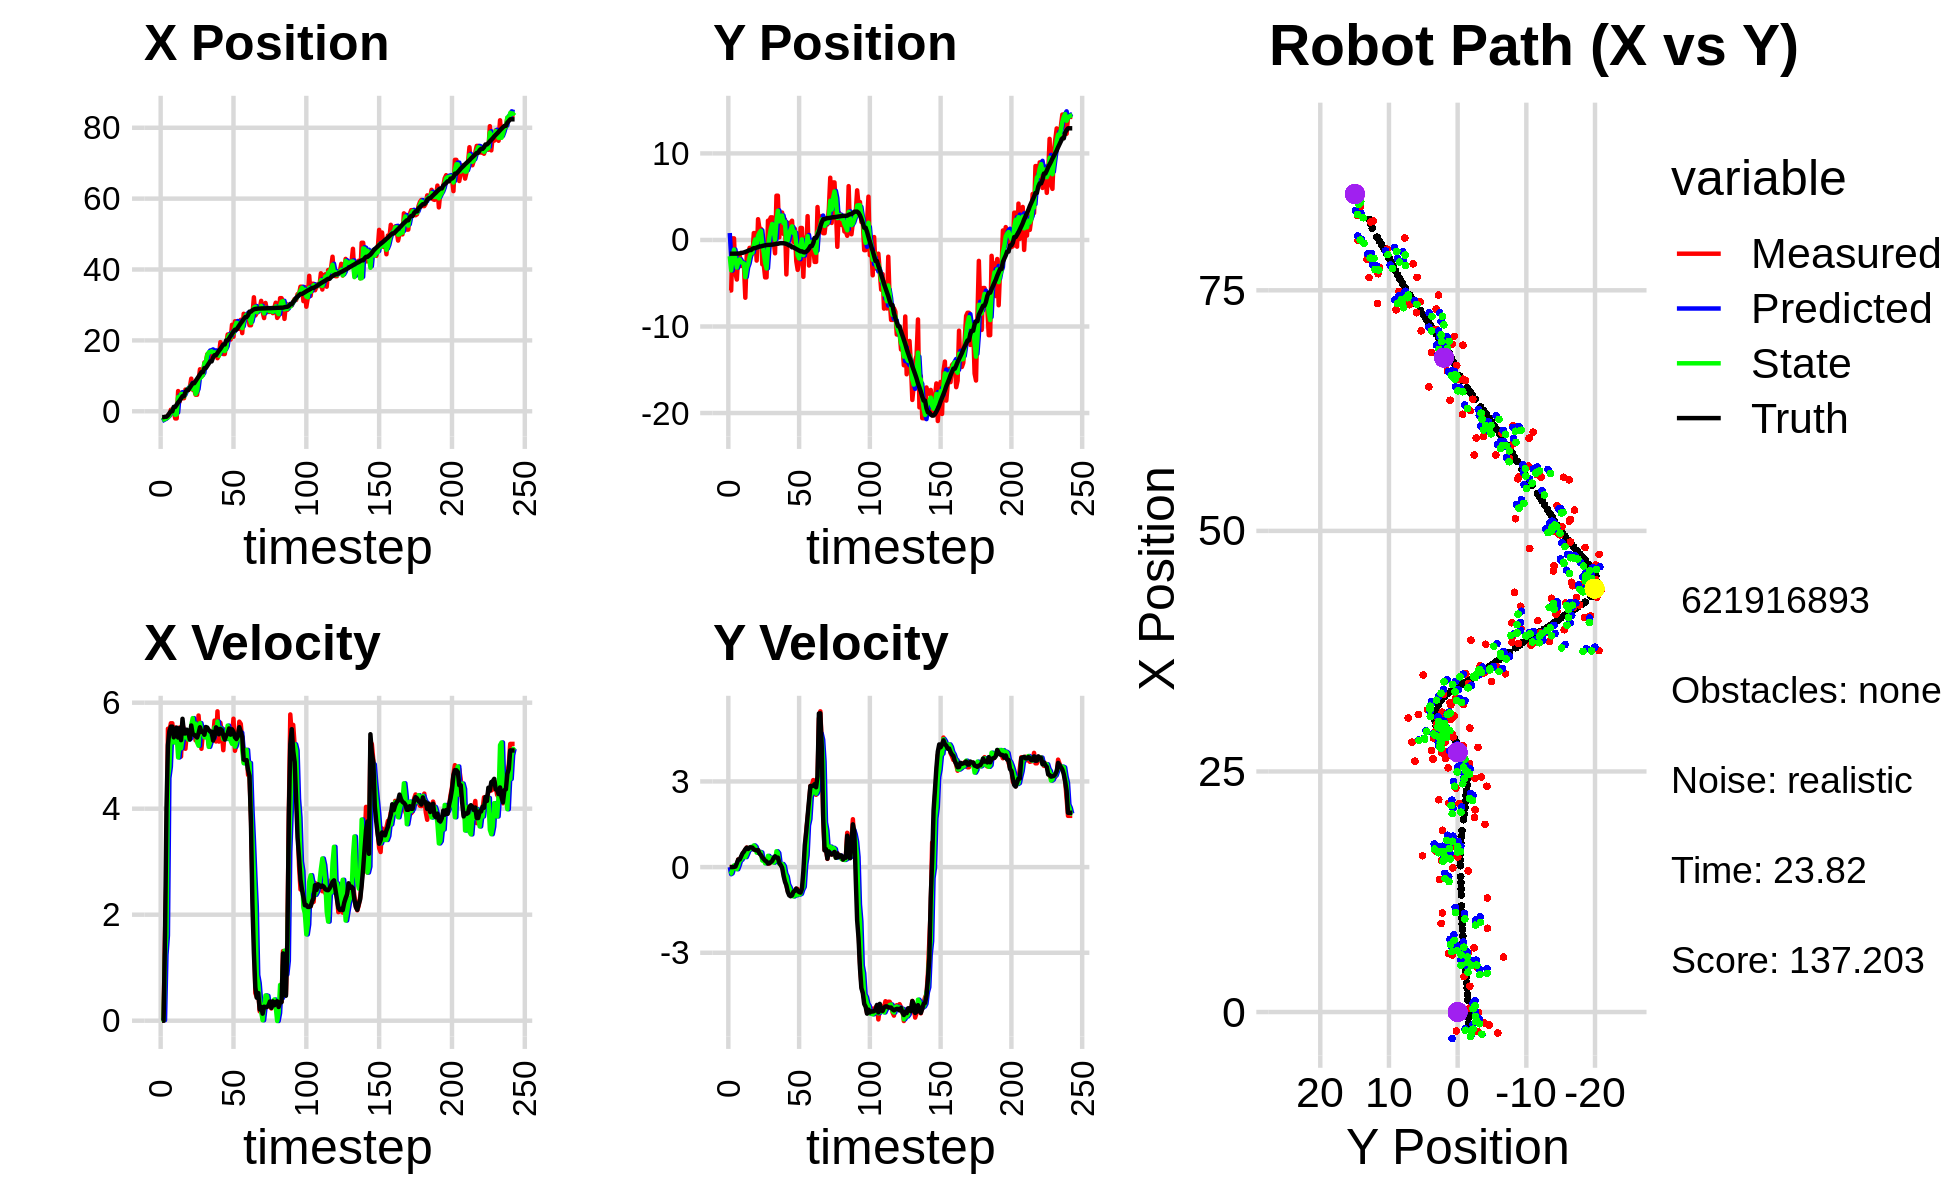 X Position
80
60
40
20
0
0 50 100 150 200 250
timestep
Y Position
10
0
-10
-20
0 50 100 150 200 250
timestep
X Velocity
6
4
2
0
0 50 100 150 200 250
timestep
Y Velocity
3
0
-3
0 50 100 150 200 250
timestep
Robot Path (X vs Y)
X Position
75
50
25
0
20 10 0 -10 -20
Y Position
variable
Measured
Predicted
State
Truth
621916893
Obstacles: none
Noise: realistic
Time: 23.82
Score: 137.203